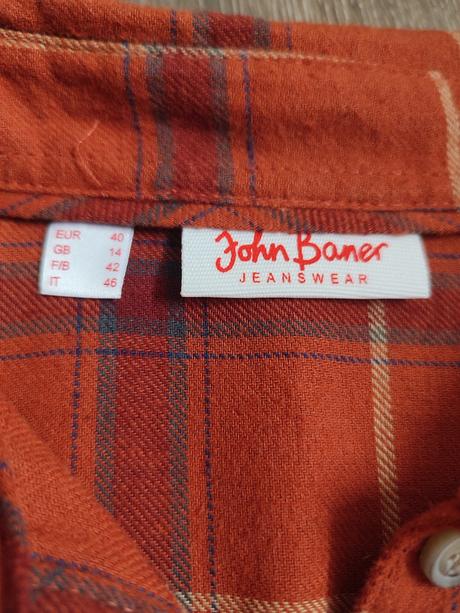 EUR 40
GB 14
F/B 42
IT 46
John Baner
JEANSWEAR